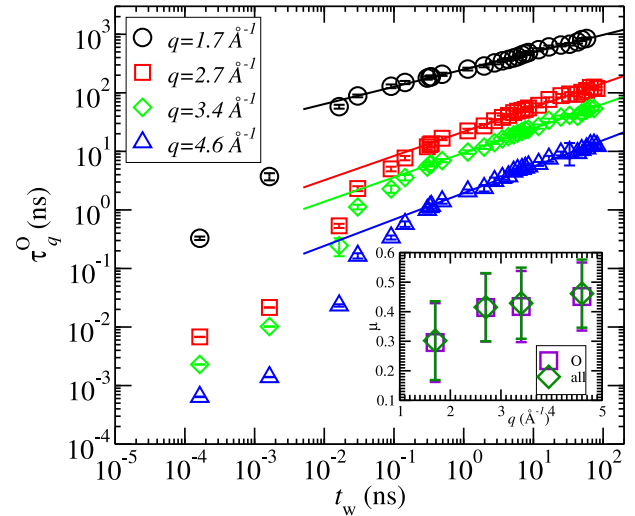 10³
10²
10¹
10⁰
10⁻¹
10⁻²
10⁻³
10⁻⁴
τ_q^O (ns)
q=1.7 Å⁻¹
q=2.7 Å⁻¹
q=3.4 Å⁻¹
q=4.6 Å⁻¹
0.5
0.4
0.3
0.2
0.1
μ
O
all
1 2 3 4 5
q (Å⁻¹)
10⁻⁵ 10⁻⁴ 10⁻³ 10⁻² 10⁻¹ 10⁰ 10¹ 10²
t_w (ns)